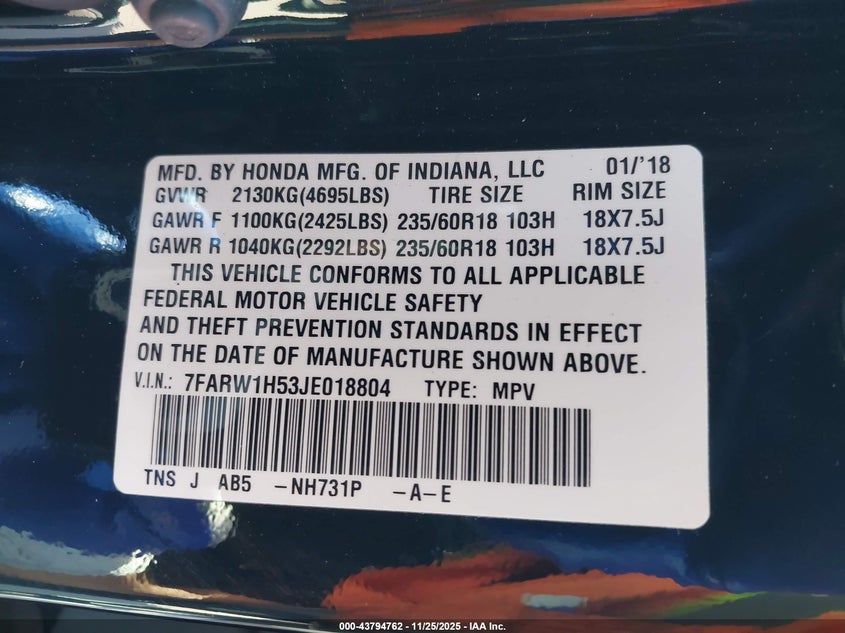 MFD. BY HONDA MFG. OF INDIANA, LLC 01/'18
GVWR 2130KG(4695LBS) TIRE SIZE RIM SIZE
GAWR F 1100KG(2425LBS) 235/60R18 103H 18X7.5J
GAWR R 1040KG(2292LBS) 235/60R18 103H 18X7.5J
THIS VEHICLE CONFORMS TO ALL APPLICABLE
FEDERAL MOTOR VEHICLE SAFETY
AND THEFT PREVENTION STANDARDS IN EFFECT
ON THE DATE OF MANUFACTURE SHOWN ABOVE.
V.I.N.: 7FARW1H53JE018804 TYPE: MPV
TNS J AB5 -NH731P -A-E
000-43794762 - 11/25/2025 - IAA Inc.